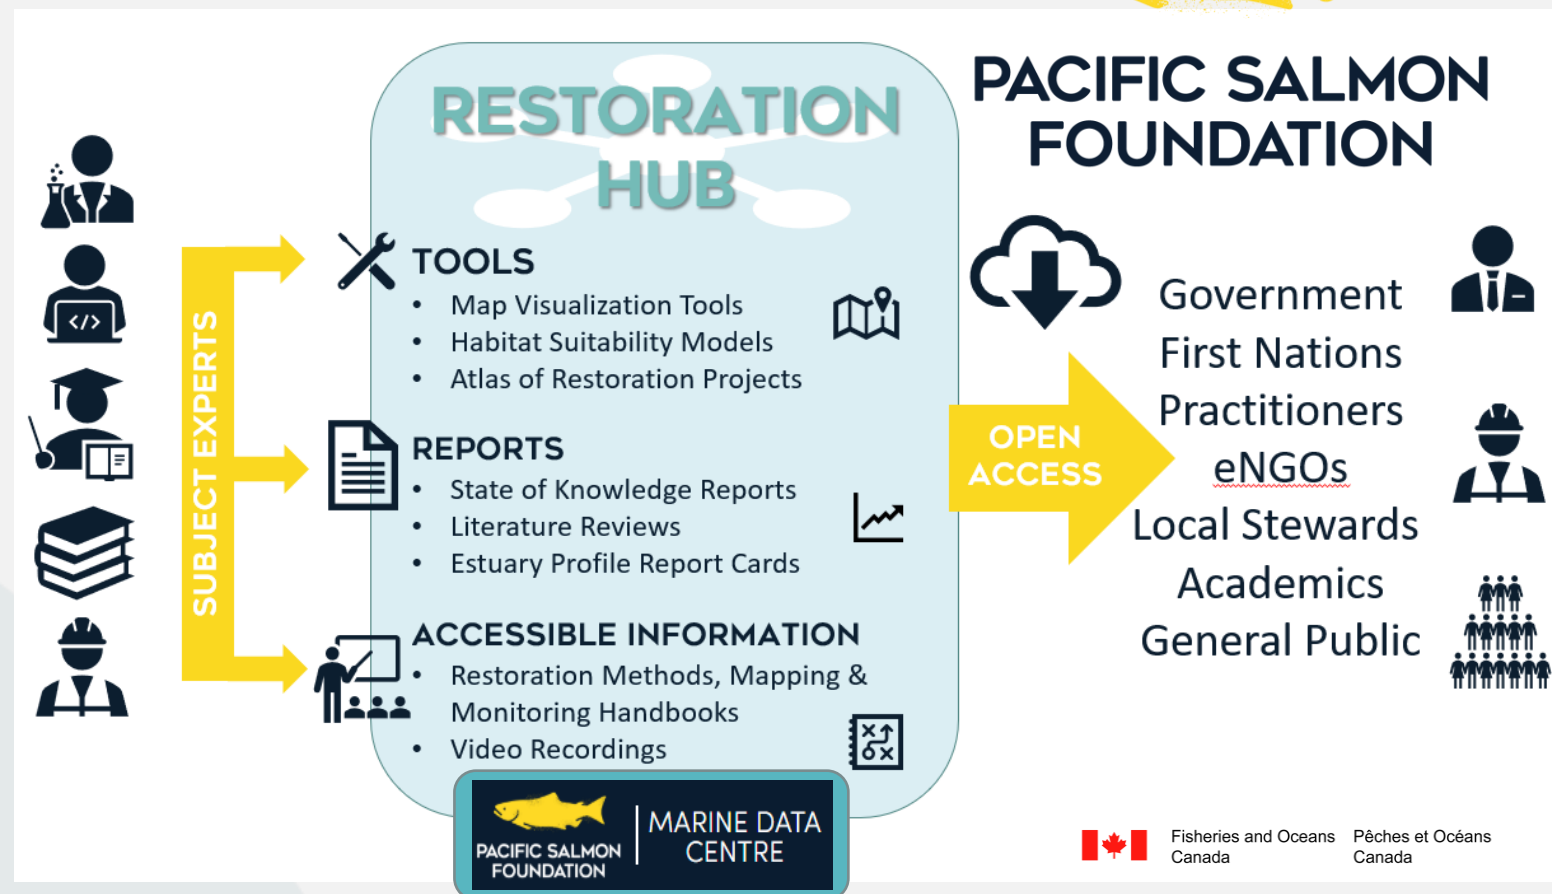 RESTORATION
HUB
PACIFIC SALMON
FOUNDATION
SUBJECT EXPERTS
</>
TOOLS
• Map Visualization Tools
• Habitat Suitability Models
• Atlas of Restoration Projects
REPORTS
• State of Knowledge Reports
• Literature Reviews
• Estuary Profile Report Cards
ACCESSIBLE INFORMATION
• Restoration Methods, Mapping &
Monitoring Handbooks
• Video Recordings
PACIFIC SALMON
FOUNDATION
MARINE DATA
CENTRE
OPEN
ACCESS
Government
First Nations
Practitioners
eNGOs
Local Stewards
Academics
General Public
Fisheries and Oceans
Canada
Pêches et Océans
Canada